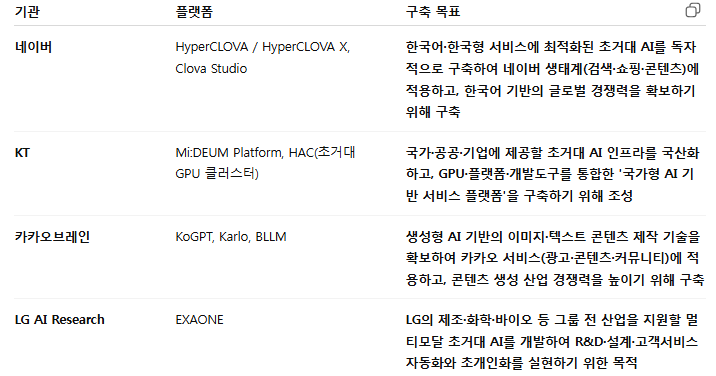 기관 플랫폼 구축 목표
네이버 HyperCLOVA / HyperCLOVA X, 한국어·한국형 서비스에 최적화된 초거대 AI를 독자
Clova Studio 적으로 구축하여 네이버 생태계(검색·쇼핑·콘텐츠)에
적용하고, 한국어 기반의 글로벌 경쟁력을 확보하기
위해 구축
KT Mi:DEUM Platform, HAC(초거대 국가·공공·기업에 제공할 초거대 AI 인프라를 국산화
GPU 클러스터) 하고, GPU·플랫폼·개발도구를 통합한 '국가형 AI 기
반 서비스 플랫폼'을 구축하기 위해 조성
카카오브레인 KoGPT, Karlo, BLLM 생성형 AI 기반의 이미지·텍스트 콘텐츠 제작 기술을
확보하여 카카오 서비스(광고·콘텐츠·커뮤니티)에 적
용하고, 콘텐츠 생성 산업 경쟁력을 높이기 위해 구축
LG AI Research EXAONE LG의 제조·화학·바이오 등 그룹 전 산업을 지원할 멀
티모달 초거대 AI를 개발하여 R&D·설계·고객서비스
자동화와 초개인화를 실현하기 위한 목적